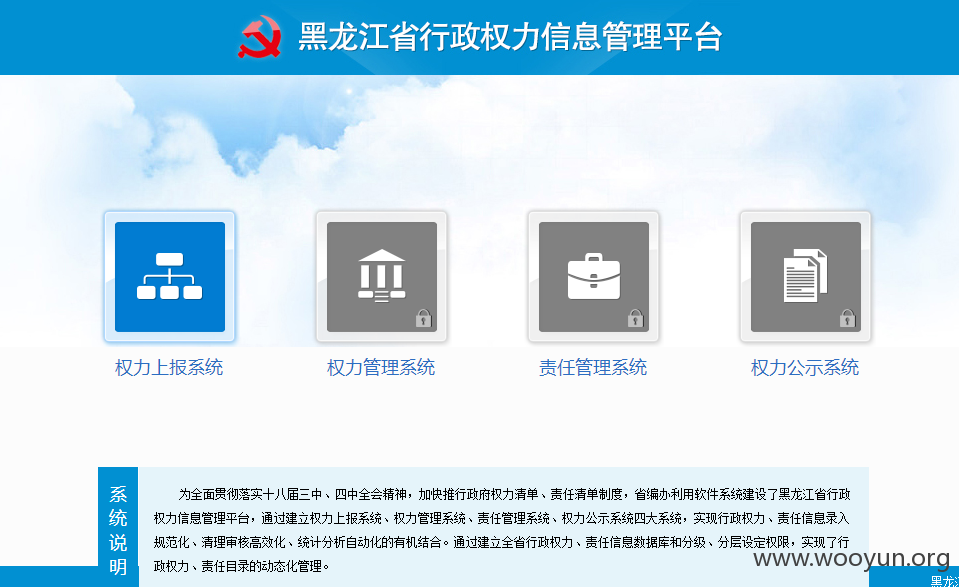 黑龙江省行政权力信息管理平台
权力上报系统
权力管理系统
责任管理系统
权力公示系统
系统说明
为全面贯彻落实十八届三中、四中全会精神，加快推行政府权力清单、责任清单制度，省编办利用软件系统建设了黑龙江省行政
权力信息管理平台，通过建立权力上报系统、权力管理系统、责任管理系统、权力公示系统四大系统，实现行政权力、责任信息录入
规范化、清理审核高效化、统计分析自动化的有机结合。通过建立全省行政权力、责任信息数据库和分级、分层设定权限，实现了行
政权力、责任目录的动态化管理。
www.wooyun.org
黑龙